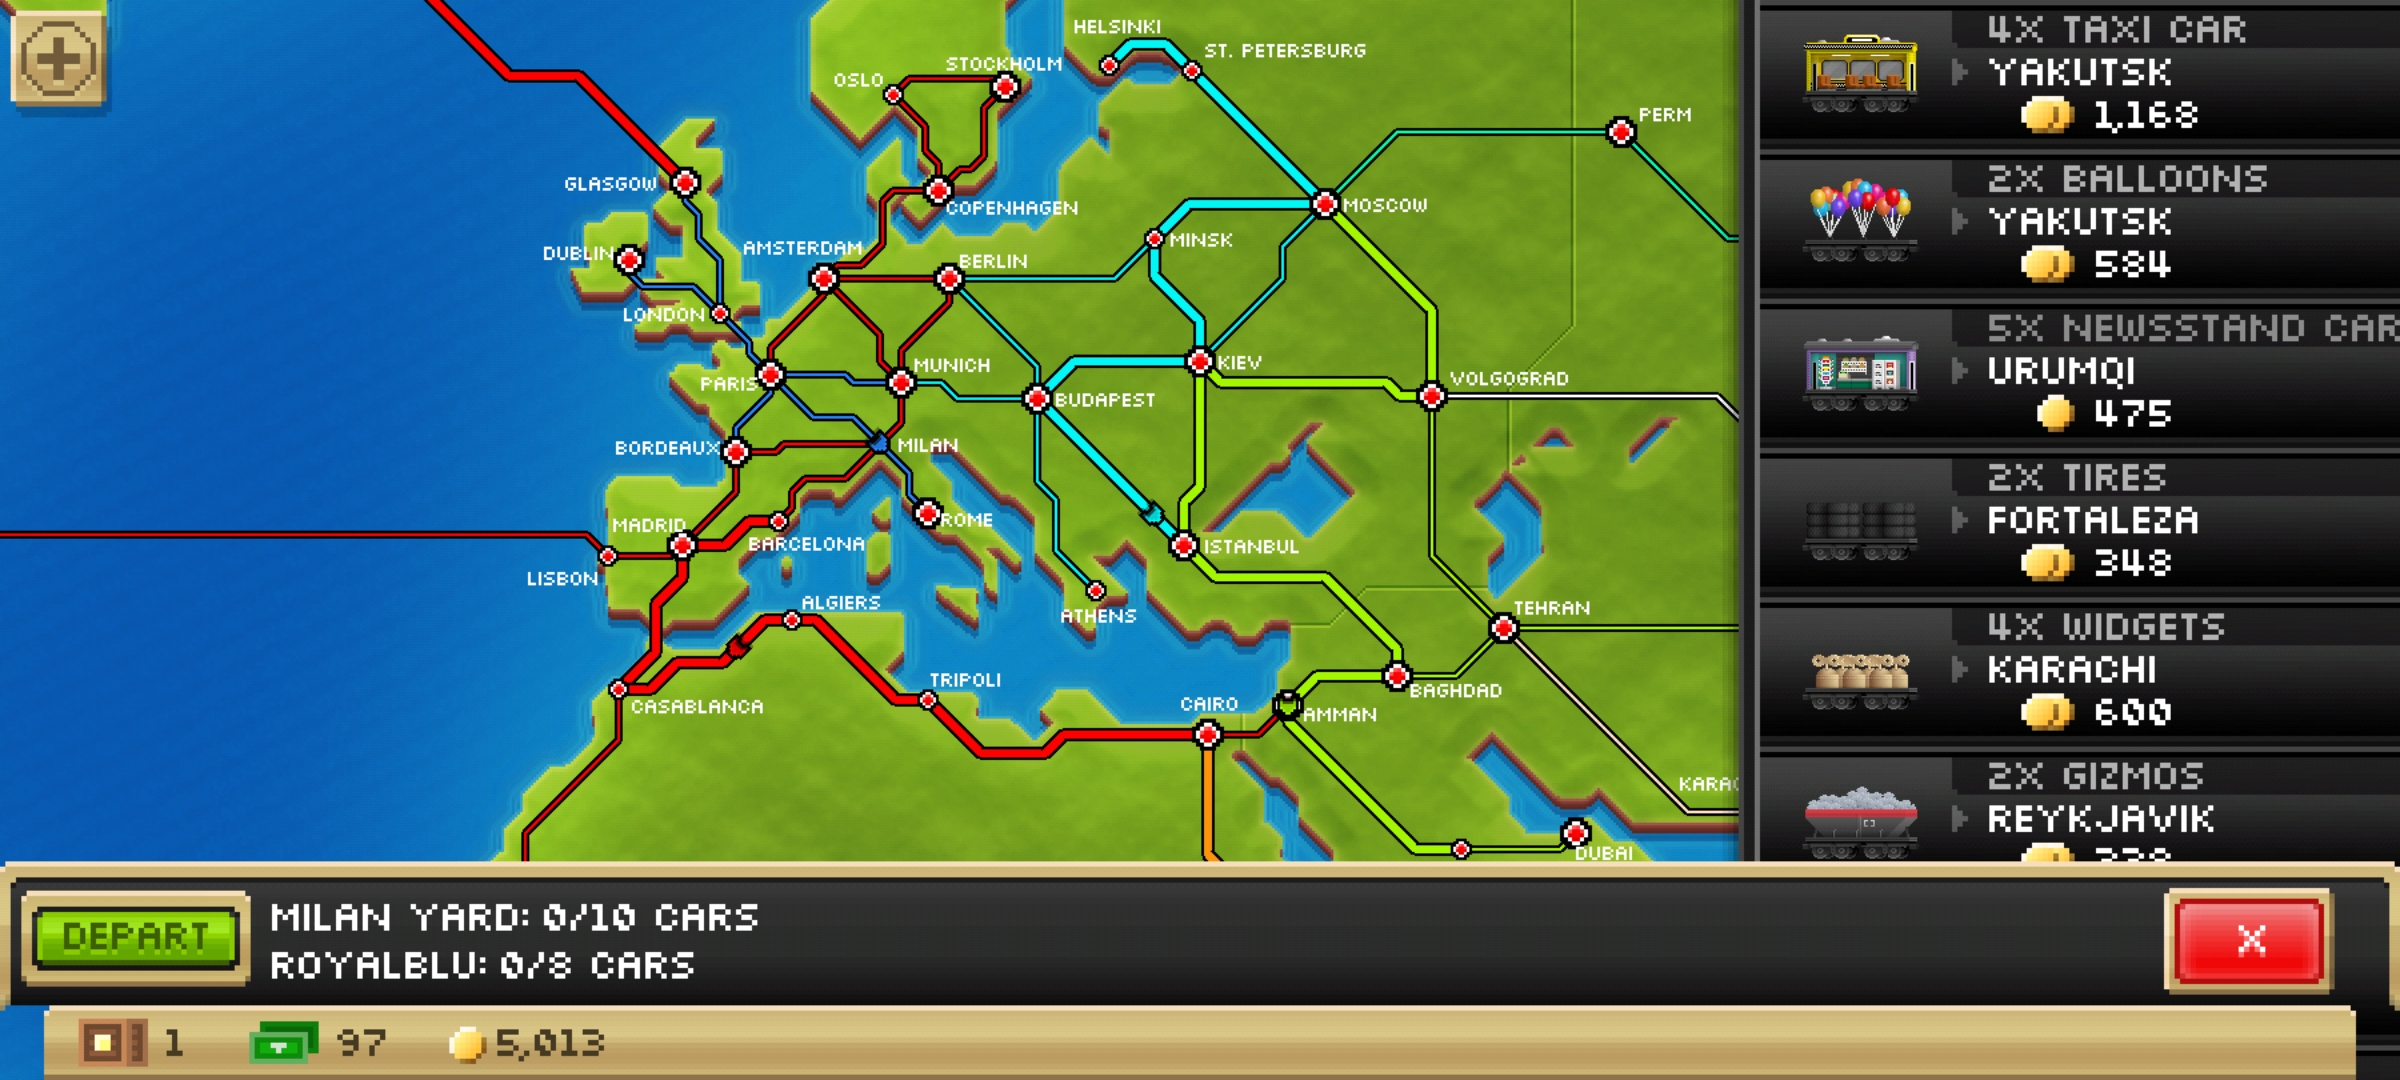 HELSINKI
ST. PETERSBURG
STOCKHOLM
OSLO
PERM
GLASGOW
COPENHAGEN
MOSCOW
MINSK
DUBLIN
AMSTERDAM
BERLIN
LONDON
PARIS
MUNICH
KIEV
VOLGOGRAD
BUDAPEST
BORDEAUX
MILAN
MADRID
ROME
BARCELONA
ISTANBUL
LISBON
ALGIERS
ATHENS
TEHRAN
TRIPOLI
CASABLANCA
CAIRO
BAGHDAD
AMMAN
KARAC
DUBAI
4X TAXI CAR
YAKUTSK
1,168
2X BALLOONS
YAKUTSK
584
5X NEWSSTAND CAR
URUMQI
475
2X TIRES
FORTALEZA
348
4X WIDGETS
KARACHI
600
2X GIZMOS
REYKJAVIK
DEPART
MILAN YARD: 0/10 CARS
ROYALBLU: 0/8 CARS
X
1
97
5,013